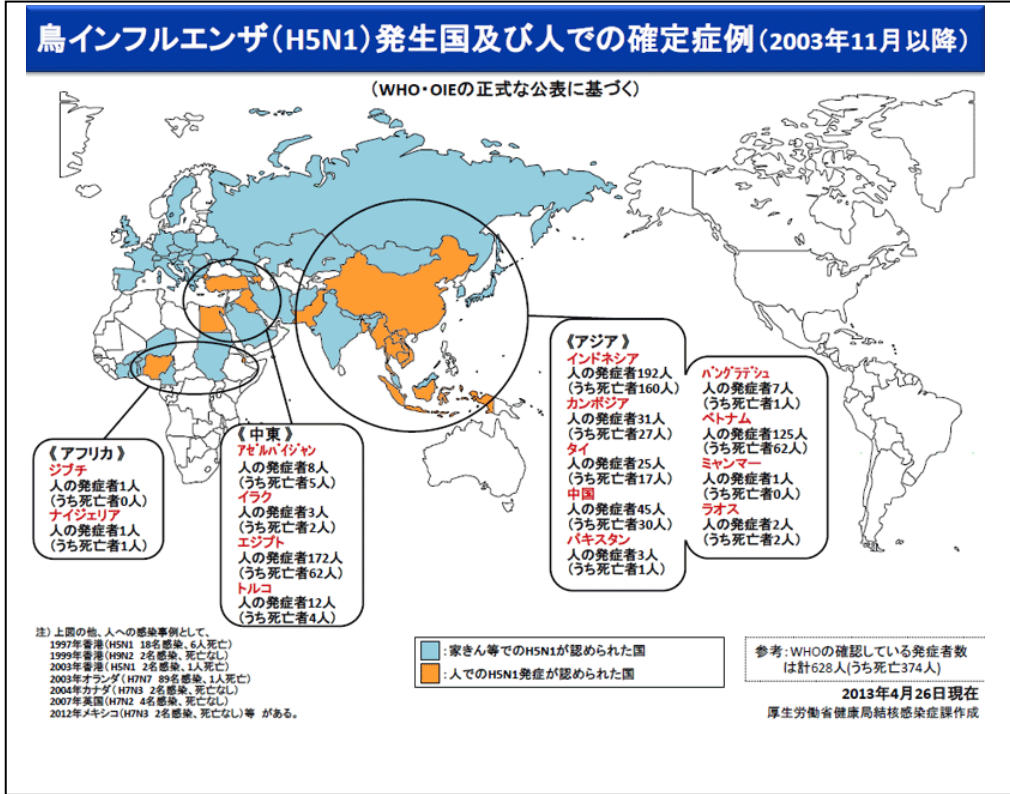 鳥インフルエンザ(H5N1)発生国及び人での確定症例(2003年11月以降)
(WHO・OIEの正式な公表に基づく)
《アフリカ》
ジブチ
人の発症者1人
(うち死亡者0人)
ナイジェリア
人の発症者1人
(うち死亡者1人)
《中東》
アゼルバイジャン
人の発症者8人
(うち死亡者5人)
イラク
人の発症者3人
(うち死亡者2人)
エジプト
人の発症者172人
(うち死亡者62人)
トルコ
人の発症者12人
(うち死亡者4人)
《アジア》
インドネシア
人の発症者192人
(うち死亡者160人)
カンボジア
人の発症者31人
(うち死亡者27人)
タイ
人の発症者25人
(うち死亡者17人)
中国
人の発症者45人
(うち死亡者30人)
パキスタン
人の発症者3人
(うち死亡者1人)
バングラデシュ
人の発症者7人
(うち死亡者1人)
ベトナム
人の発症者125人
(うち死亡者62人)
ミャンマー
人の発症者1人
(うち死亡者0人)
ラオス
人の発症者2人
(うち死亡者2人)
注)上図の他、人への感染事例として、
1997年香港(H5N1 18名感染、6人死亡)
1999年香港(H9N2 2名感染、死亡なし)
2003年香港(H5N1 2名感染、1人死亡)
2003年オランダ(H7N7 89名感染、1人死亡)
2004年カナダ(H7N3 2名感染、死亡なし)
2007年英国(H7N2 4名感染、死亡なし)
2012年メキシコ(H7N3 2名感染、死亡なし)等 がある。
:家きん等でのH5N1が認められた国
:人でのH5N1発症が認められた国
参考:WHOの確認している発症者数
は計628人(うち死亡374人)
2013年4月26日現在
厚生労働省健康局結核感染症課作成